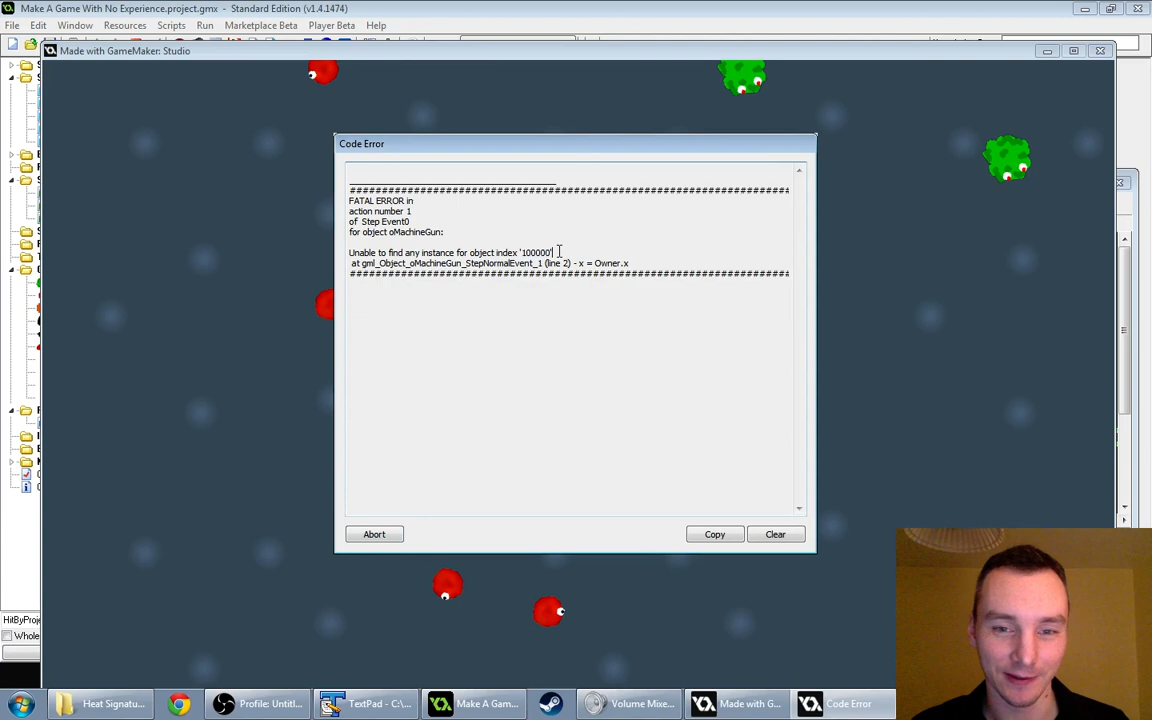 Make A Game With No Experience.project.gmx - Standard Edition (v1.4.1474)
File Edit Window Resources Scripts Run Marketplace Beta Player Beta Help
Made with GameMaker: Studio
Code Error
########################################################################
FATAL ERROR in
action number 1
of Step Event0
for object oMachineGun:
Unable to find any instance for object index '100000'
at gml_Object_oMachineGun_StepNormalEvent_1 (line 2) - x = Owner.x
########################################################################
Abort Copy Clear
HitByProj
Whole
Heat Signatu... Profile: Untitl... TextPad - C:\... Make A Gam... Volume Mixe... Made with G... Code Error